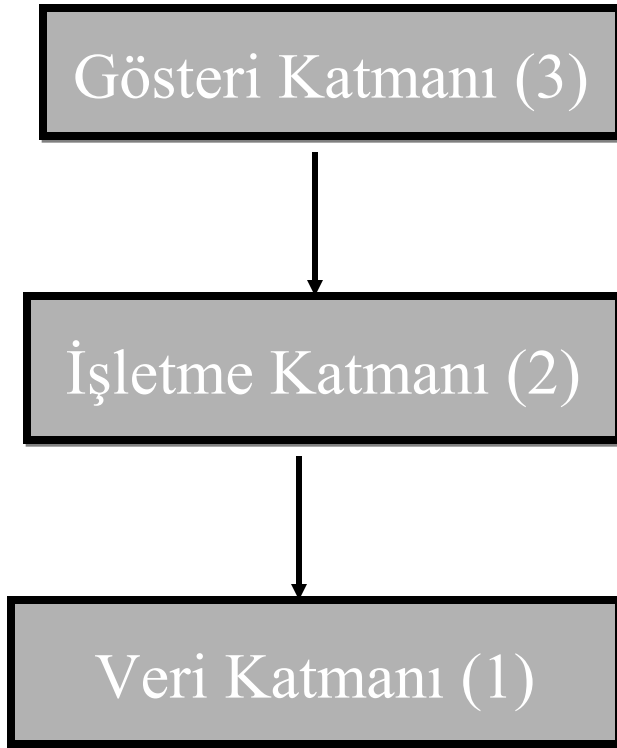 Gösteri Katmanı (3)
İşletme Katmanı (2)
Veri Katmanı (1)